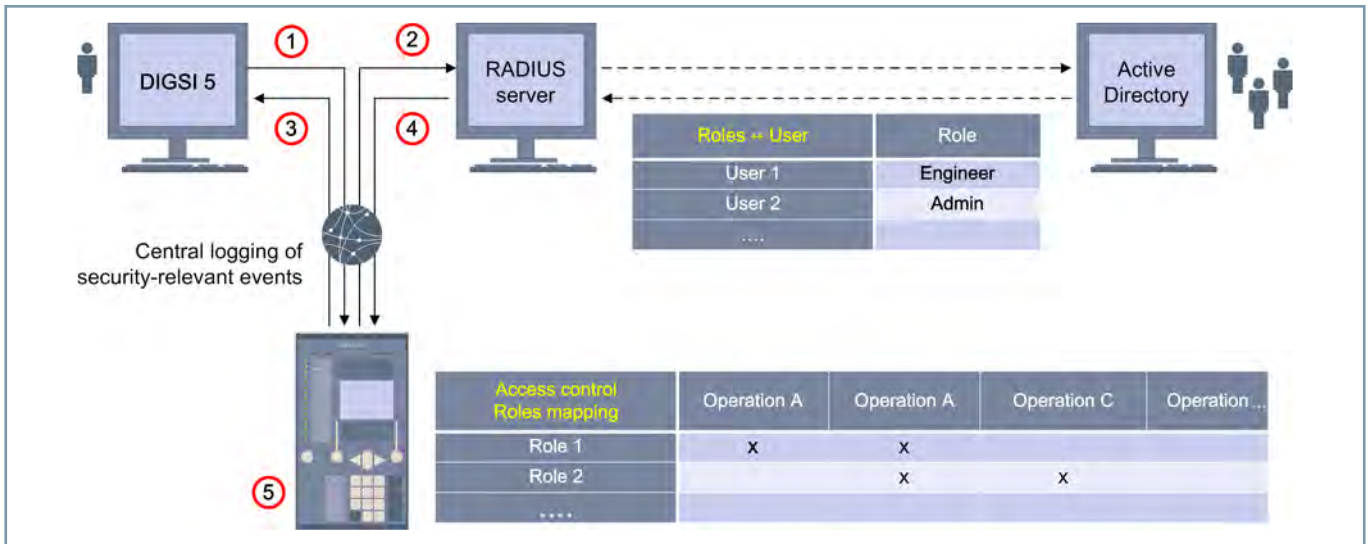 1
2
DIGSI 5
RADIUS
server
Active
Directory
3
4
Roles ↔ User Role
User 1 Engineer
User 2 Admin
....
Central logging of
security-relevant events
Access control
Roles mapping
Operation A Operation A Operation C Operation ...
Role 1 x x
Role 2 x x
....
5